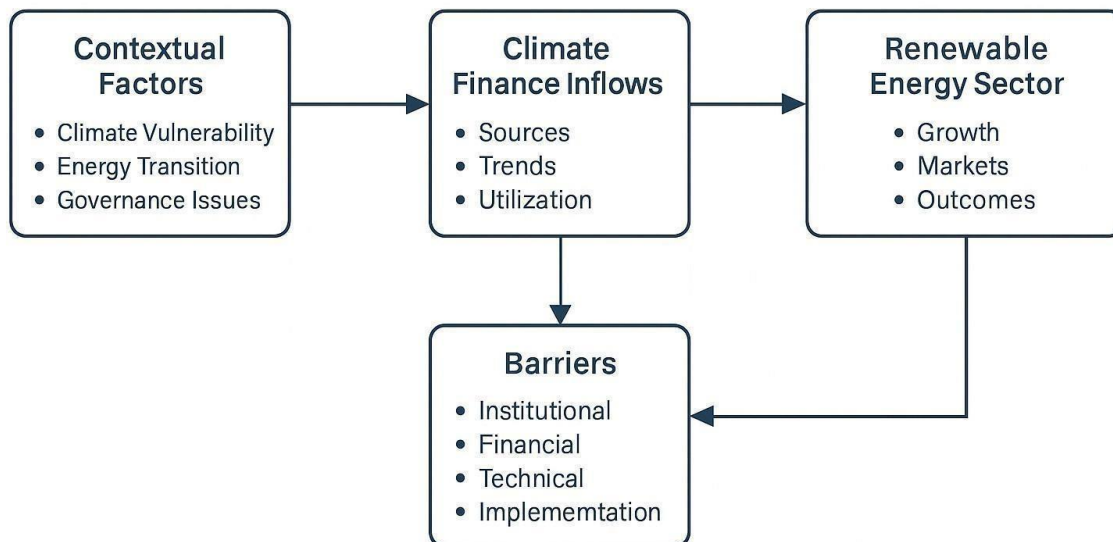 Contextual
Factors
• Climate Vulnerability
• Energy Transition
• Governance Issues
Climate
Finance Inflows
• Sources
• Trends
• Utilization
Renewable
Energy Sector
• Growth
• Markets
• Outcomes
Barriers
• Institutional
• Financial
• Technical
• Implememtation